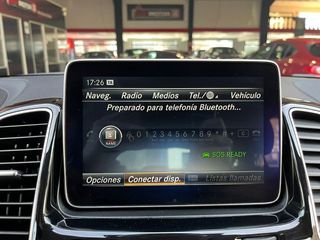 17:26
Naveg. Radio Medios Tel./ Vehículo
Preparado para telefonía Bluetooth...
0 1 2 3 4 5 6 7 8 9 * # + C
NAME
SOS READY
Opciones Conectar disp. Listas llamadas